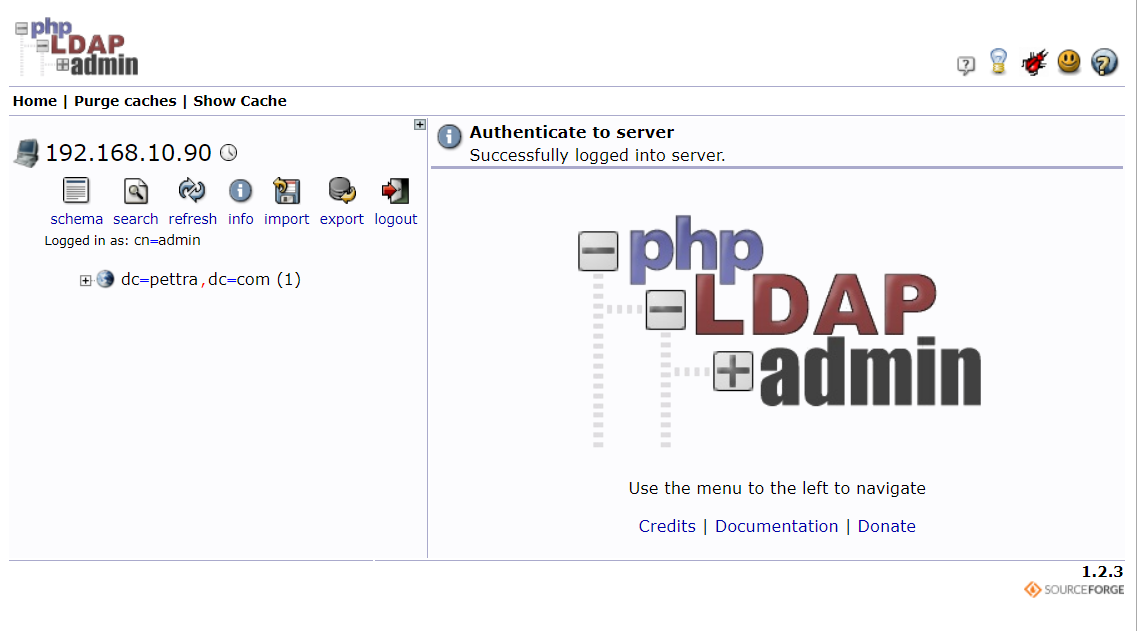 php
LDAP
admin
Home | Purge caches | Show Cache
192.168.10.90
schema search refresh info import export logout
Logged in as: cn=admin
dc=pettra,dc=com (1)
Authenticate to server
Successfully logged into server.
php
LDAP
admin
Use the menu to the left to navigate
Credits | Documentation | Donate
1.2.3
SOURCEFORGE